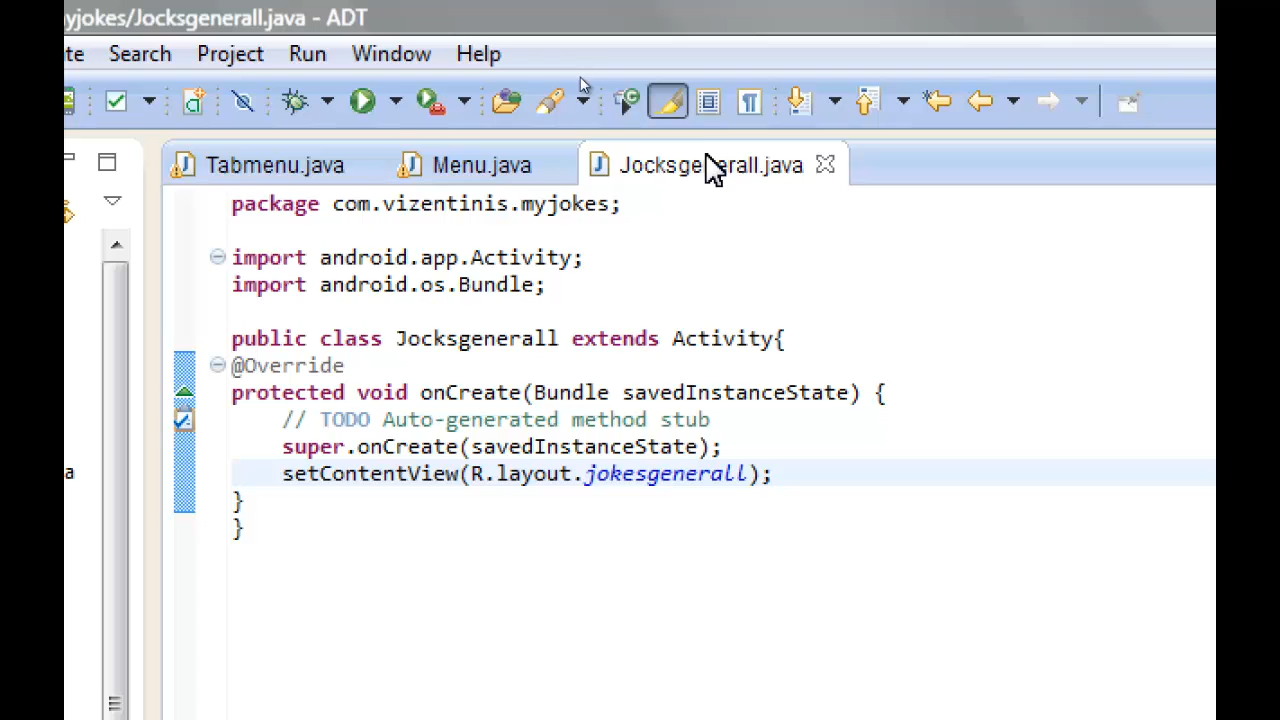 yjokes/Jocksgenerall.java - ADT
te Search Project Run Window Help
Tabmenu.java Menu.java Jocksgenerall.java
package com.vizentinis.myjokes;
import android.app.Activity;
import android.os.Bundle;
public class Jocksgenerall extends Activity{
@Override
protected void onCreate(Bundle savedInstanceState) {
// TODO Auto-generated method stub
super.onCreate(savedInstanceState);
setContentView(R.layout.jokesgenerall);
a
}
}